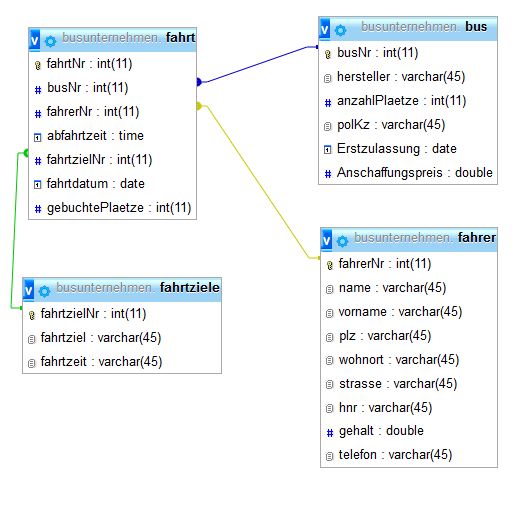 busunternehmen. fahrt
fahrtNr : int(11)
busNr : int(11)
fahrerNr : int(11)
abfahrtzeit : time
fahrtzielNr : int(11)
fahrtdatum : date
gebuchtePlaetze : int(11)
busunternehmen. bus
busNr : int(11)
hersteller : varchar(45)
anzahlPlaetze : int(11)
polKz : varchar(45)
Erstzulassung : date
Anschaffungspreis : double
busunternehmen. fahrtziele
fahrtzielNr : int(11)
fahrtziel : varchar(45)
fahrtzeit : varchar(45)
busunternehmen. fahrer
fahrerNr : int(11)
name : varchar(45)
vorname : varchar(45)
plz : varchar(45)
wohnort : varchar(45)
strasse : varchar(45)
hnr : varchar(45)
gehalt : double
telefon : varchar(45)